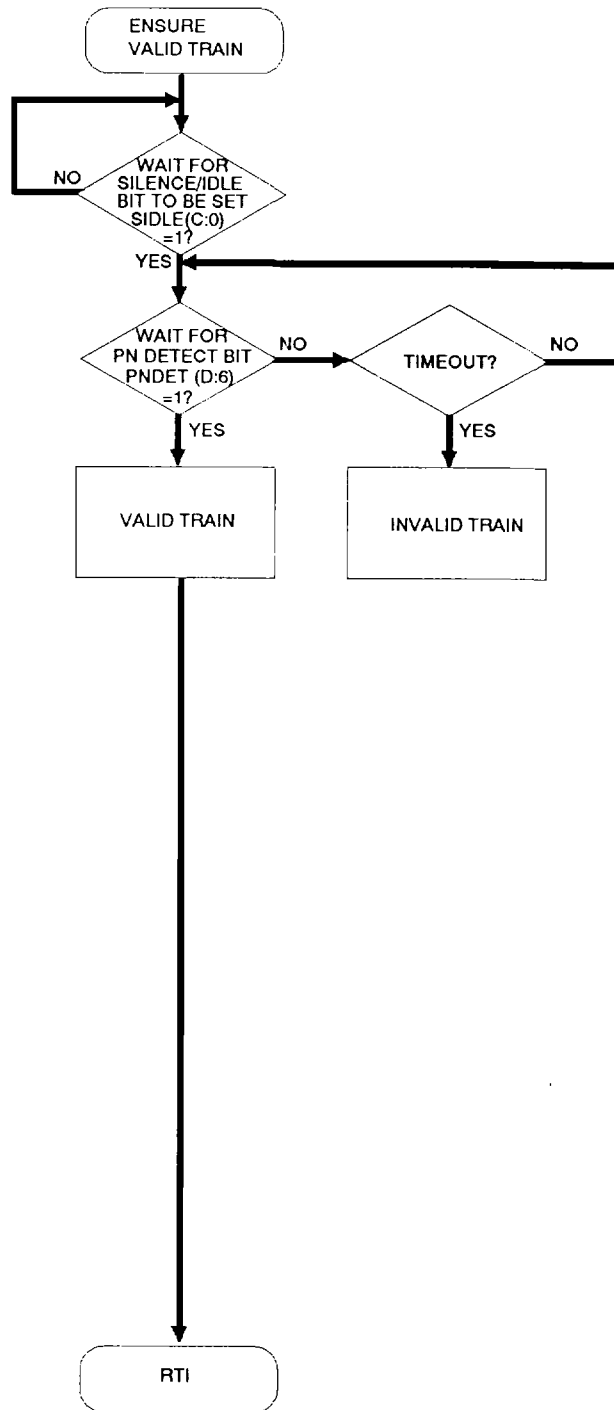 ENSURE
VALID TRAIN
WAIT FOR
SILENCE/IDLE
BIT TO BE SET
SIDLE(C:0)
=1?
NO
YES
WAIT FOR
PN DETECT BIT
PNDET (D:6)
=1?
NO
TIMEOUT?
NO
YES
YES
VALID TRAIN
INVALID TRAIN
RTI